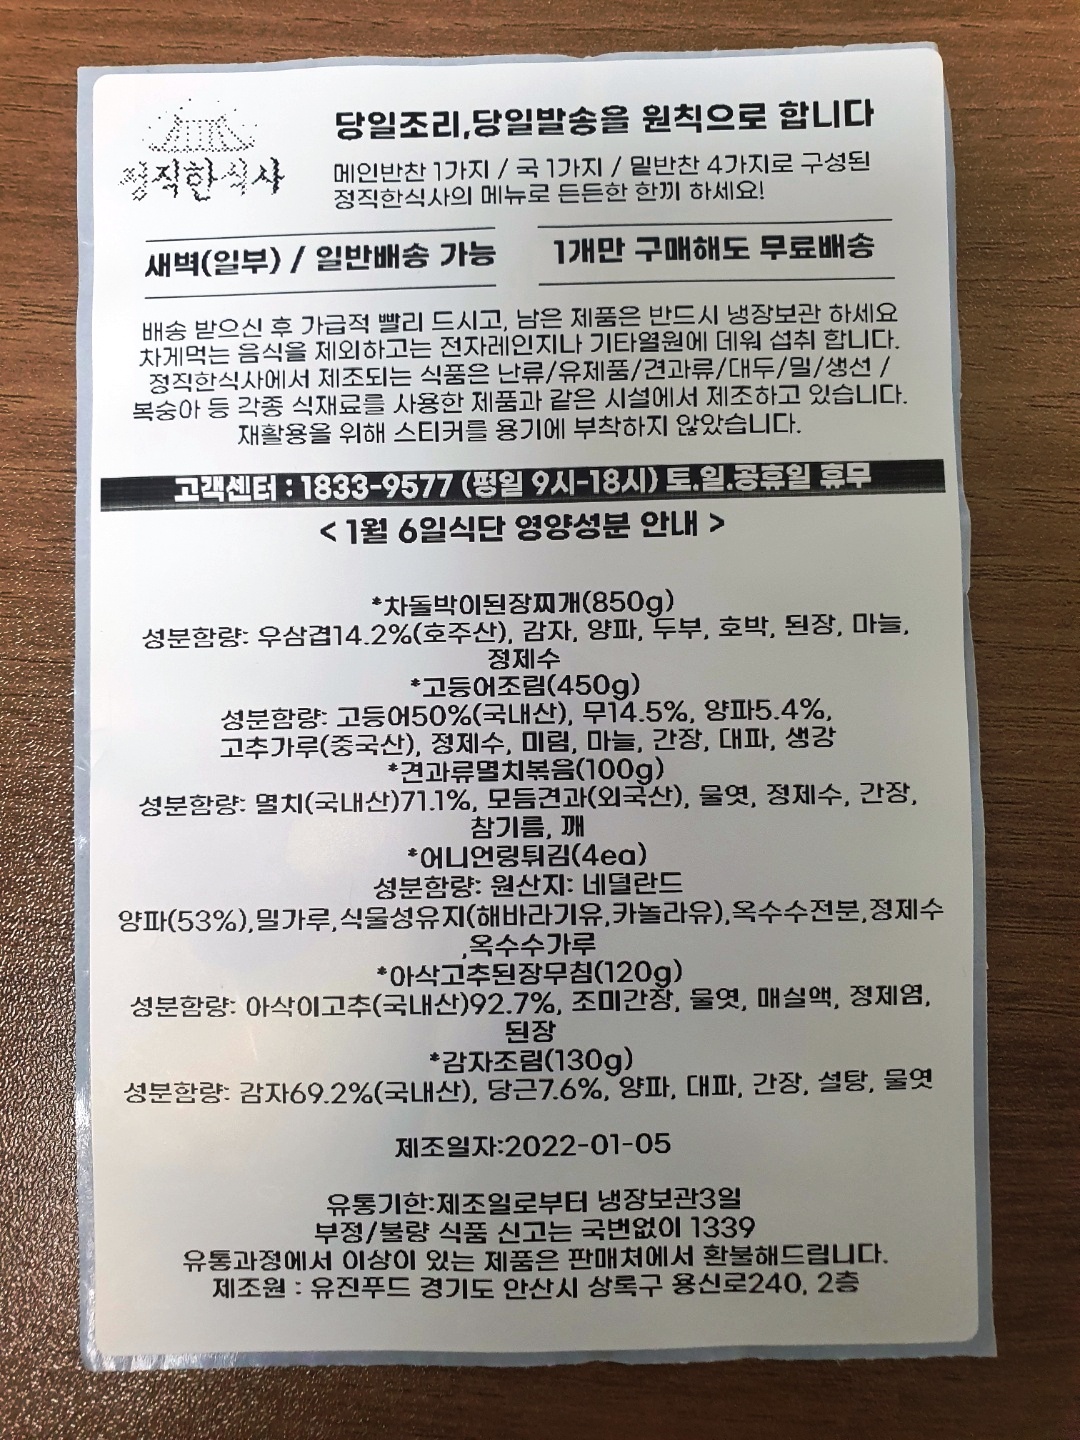 정직한식사
당일조리,당일발송을 원칙으로 합니다
메인반찬 1가지 / 국 1가지 / 밑반찬 4가지로 구성된
정직한식사의 메뉴로 든든한 한끼 하세요!
새벽(일부) / 일반배송 가능
1개만 구매해도 무료배송
배송 받으신 후 가급적 빨리 드시고, 남은 제품은 반드시 냉장보관 하세요
차게먹는 음식을 제외하고는 전자레인지나 기타열원에 데워 섭취 합니다.
정직한식사에서 제조되는 식품은 난류/유제품/견과류/대두/밀/생선 /
복숭아 등 각종 식재료를 사용한 제품과 같은 시설에서 제조하고 있습니다.
재활용을 위해 스티커를 용기에 부착하지 않았습니다.
고객센터 : 1833-9577 (평일 9시-18시) 토.일.공휴일 휴무
< 1월 6일식단 영양성분 안내 >
*차돌박이된장찌개(850g)
성분함량: 우삼겹14.2%(호주산), 감자, 양파, 두부, 호박, 된장, 마늘,
정제수
*고등어조림(450g)
성분함량: 고등어50%(국내산), 무14.5%, 양파5.4%,
고추가루(중국산), 정제수, 미림, 마늘, 간장, 대파, 생강
*견과류멸치볶음(100g)
성분함량: 멸치(국내산)71.1%, 모듬견과(외국산), 물엿, 정제수, 간장,
참기름, 깨
*어니언링튀김(4ea)
성분함량: 원산지: 네덜란드
양파(53%),밀가루,식물성유지(해바라기유,카놀라유),옥수수전분,정제수
,옥수수가루
*아삭고추된장무침(120g)
성분함량: 아삭이고추(국내산)92.7%, 조미간장, 물엿, 매실액, 정제염,
된장
*감자조림(130g)
성분함량: 감자69.2%(국내산), 당근7.6%, 양파, 대파, 간장, 설탕, 물엿
제조일자:2022-01-05
유통기한:제조일로부터 냉장보관3일
부정/불량 식품 신고는 국번없이 1339
유통과정에서 이상이 있는 제품은 판매처에서 환불해드립니다.
제조원 : 유진푸드 경기도 안산시 상록구 용신로240, 2층